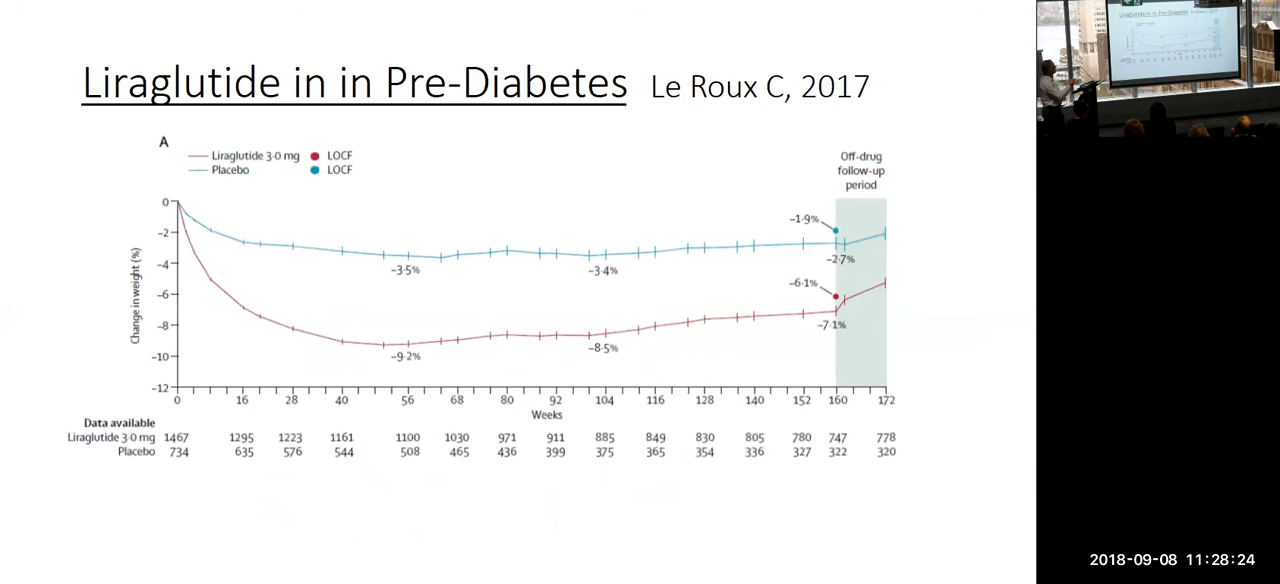 Liraglutide in in Pre-Diabetes Le Roux C, 2017
A
Liraglutide 3·0 mg LOCF
Placebo LOCF
Off-drug
follow-up
period
Change in weight (%)
0
−2
−4
−6
−8
−10
−12
−3·5%
−3·4%
−1·9%
−2·7%
−6·1%
−7·1%
−9·2%
−8·5%
0 16 28 40 56 68 80 92 104 116 128 140 152 160 172
Weeks
Data available
Liraglutide 3·0 mg 1467 1295 1223 1161 1100 1030 971 911 885 849 830 805 780 747 778
Placebo 734 635 576 544 508 465 436 399 375 365 354 336 327 322 320
2018-09-08 11:28:24